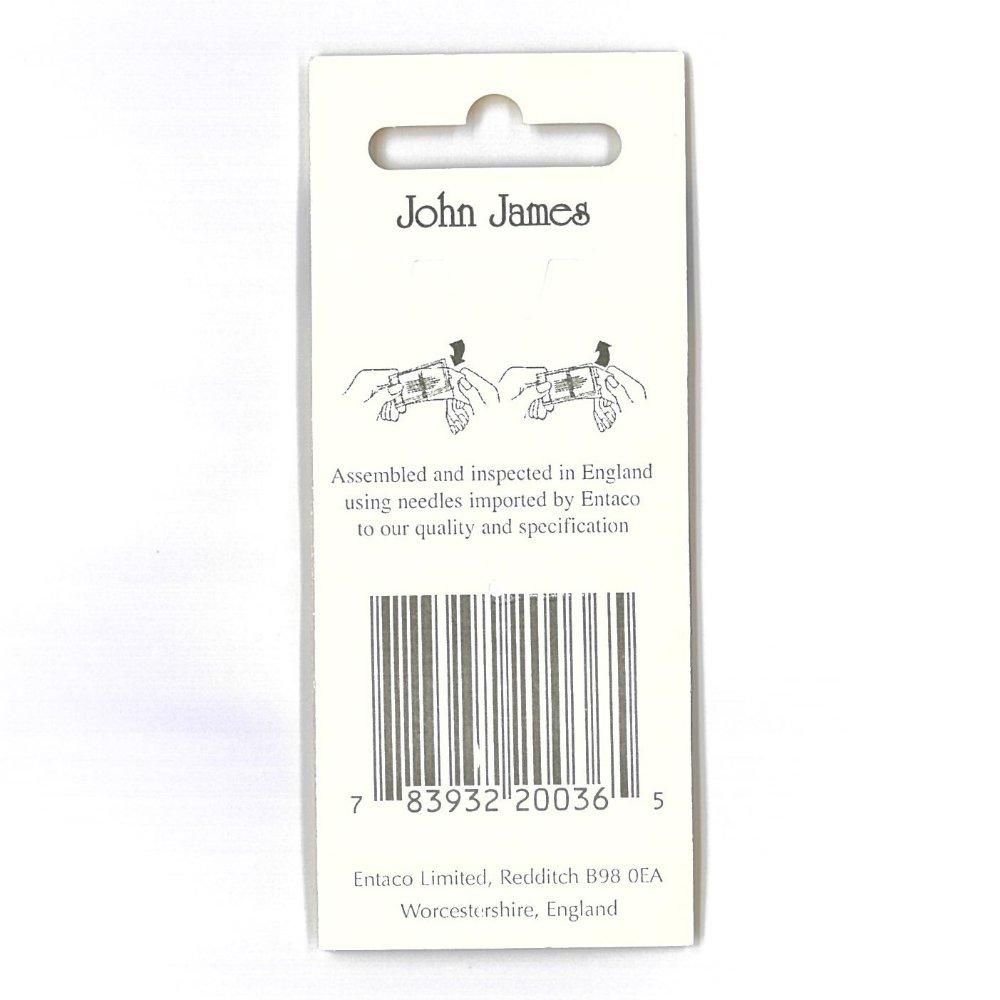 John James
Assembled and inspected in England
using needles imported by Entaco
to our quality and specification
7 83932 20036 5
Entaco Limited, Redditch B98 0EA
Worcestershire, England